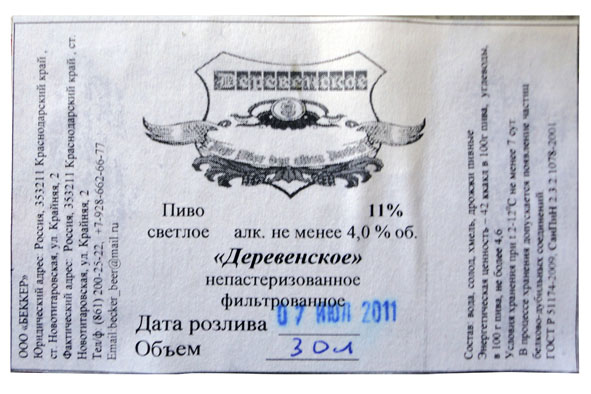 ООО «БЕККЕР»
Юридический адрес: Россия, 353211 Краснодарский край ,
ст. Новотитаровская, ул. Крайняя, 2
Фактический адрес: Россия, 353211 Краснодарский край , ст.
Новотитаровская, ул. Крайняя, 2
Тел/ф. (861) 200-25-22, +7-928-662-66-77
Email becker_beer@mail.ru
Деревенское
Пиво 11%
светлое алк. не менее 4,0 % об.
«Деревенское»
непастеризованное
фильтрованное
Дата розлива 07 ИЮЛ 2011
Объем 30л
Состав: вода, солод, хмель, дрожжи пивные
Энергетическая ценность – 42 ккакл в 100г пива, углеводы,
в 100 г пива, не более 4,6
Условия хранения при t 2-12°С не менее 7 сут
В процессе хранения допускается появление частиц
белково-дубильных соединений
ГОСТ Р 51174-2009, СанПиН 2.3.2.1078-2001